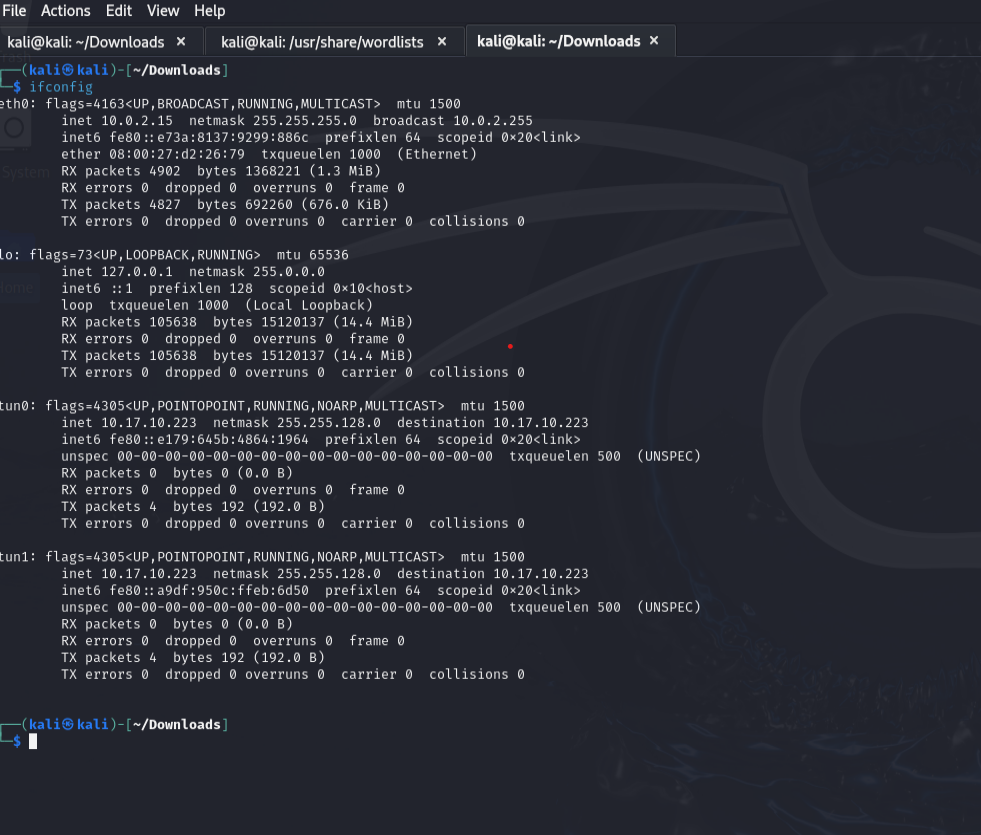 File Actions Edit View Help
kali@kali: ~/Downloads × kali@kali: /usr/share/wordlists × kali@kali: ~/Downloads ×
┌──(kali㉿kali)-[~/Downloads]
└─$ ifconfig
eth0: flags=4163<UP,BROADCAST,RUNNING,MULTICAST>  mtu 1500
        inet 10.0.2.15  netmask 255.255.255.0  broadcast 10.0.2.255
        inet6 fe80::e73a:8137:9299:886c  prefixlen 64  scopeid 0×20<link>
        ether 08:00:27:d2:26:79  txqueuelen 1000  (Ethernet)
System
        RX packets 4902  bytes 1368221 (1.3 MiB)
        RX errors 0  dropped 0  overruns 0  frame 0
        TX packets 4827  bytes 692260 (676.0 KiB)
        TX errors 0  dropped 0 overruns 0  carrier 0  collisions 0
lo: flags=73<UP,LOOPBACK,RUNNING>  mtu 65536
        inet 127.0.0.1  netmask 255.0.0.0
        inet6 ::1  prefixlen 128  scopeid 0×10<host>
Home
        loop  txqueuelen 1000  (Local Loopback)
        RX packets 105638  bytes 15120137 (14.4 MiB)
        RX errors 0  dropped 0  overruns 0  frame 0
        TX packets 105638  bytes 15120137 (14.4 MiB)
        TX errors 0  dropped 0 overruns 0  carrier 0  collisions 0
tun0: flags=4305<UP,POINTOPOINT,RUNNING,NOARP,MULTICAST>  mtu 1500
        inet 10.17.10.223  netmask 255.255.128.0  destination 10.17.10.223
        inet6 fe80::e179:645b:4864:1964  prefixlen 64  scopeid 0×20<link>
        unspec 00-00-00-00-00-00-00-00-00-00-00-00-00-00-00-00  txqueuelen 500  (UNSPEC)
        RX packets 0  bytes 0 (0.0 B)
        RX errors 0  dropped 0  overruns 0  frame 0
        TX packets 4  bytes 192 (192.0 B)
        TX errors 0  dropped 0 overruns 0  carrier 0  collisions 0
tun1: flags=4305<UP,POINTOPOINT,RUNNING,NOARP,MULTICAST>  mtu 1500
        inet 10.17.10.223  netmask 255.255.128.0  destination 10.17.10.223
        inet6 fe80::a9df:950c:ffeb:6d50  prefixlen 64  scopeid 0×20<link>
        unspec 00-00-00-00-00-00-00-00-00-00-00-00-00-00-00-00  txqueuelen 500  (UNSPEC)
        RX packets 0  bytes 0 (0.0 B)
        RX errors 0  dropped 0  overruns 0  frame 0
        TX packets 4  bytes 192 (192.0 B)
        TX errors 0  dropped 0 overruns 0  carrier 0  collisions 0
┌──(kali㉿kali)-[~/Downloads]
└─$